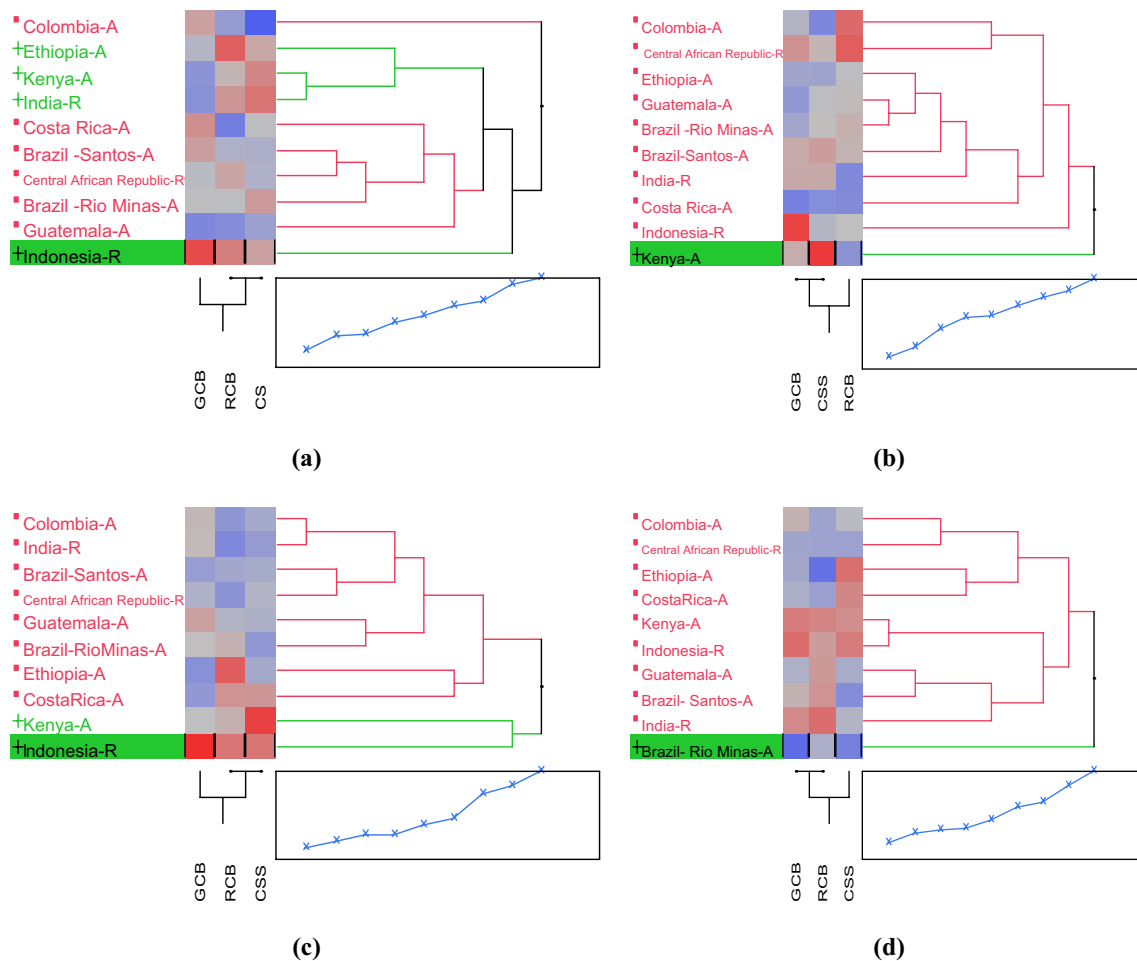 Colombia-A
+Ethiopia-A
+Kenya-A
+India-R
Costa Rica-A
Brazil -Santos-A
Central African Republic-R
Brazil -Rio Minas-A
Guatemala-A
+Indonesia-R
GCB
RCB
CS
(a)
Colombia-A
Central African Republic-R
Ethiopia-A
Guatemala-A
Brazil -Rio Minas-A
Brazil-Santos-A
India-R
Costa Rica-A
Indonesia-R
+Kenya-A
GCB
CSS
RCB
(b)
Colombia-A
India-R
Brazil-Santos-A
Central African Republic-R
Guatemala-A
Brazil-RioMinas-A
Ethiopia-A
CostaRica-A
+Kenya-A
+Indonesia-R
GCB
RCB
CSS
(c)
Colombia-A
Central African Republic-R
Ethiopia-A
CostaRica-A
Kenya-A
Indonesia-R
Guatemala-A
Brazil- Santos-A
India-R
+Brazil- Rio Minas-A
GCB
RCB
CSS
(d)